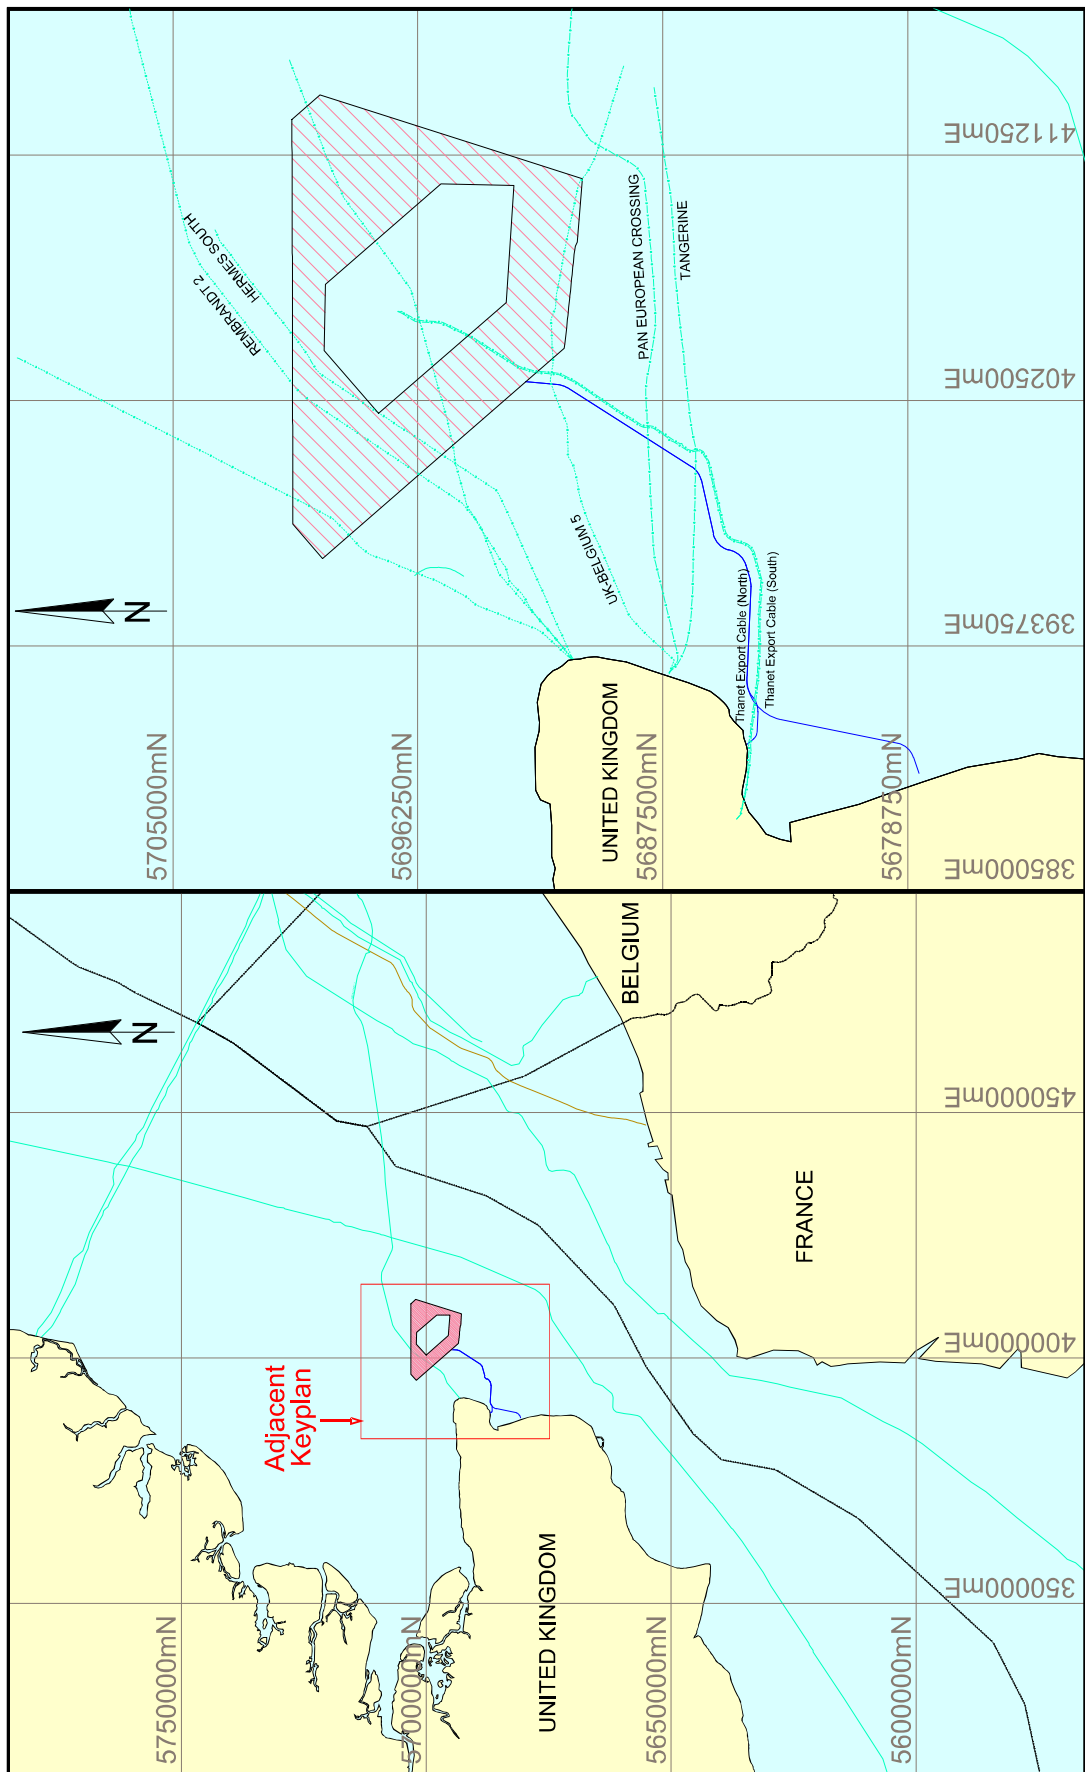 N
5705000mN
5696250mN
5687500mN
5678750mN
411250mE
402500mE
393750mE
385000mE
HERMES SOUTH
REMBRANDT 2
PAN EUROPEAN CROSSING
TANGERINE
UK-BELGIUM 5
Thanet Export Cable (North)
Thanet Export Cable (South)
UNITED KINGDOM
N
BELGIUM
FRANCE
UNITED KINGDOM
Adjacent
Keyplan
450000mE
400000mE
350000mE
5750000mN
5700000mN
5650000mN
5600000mN